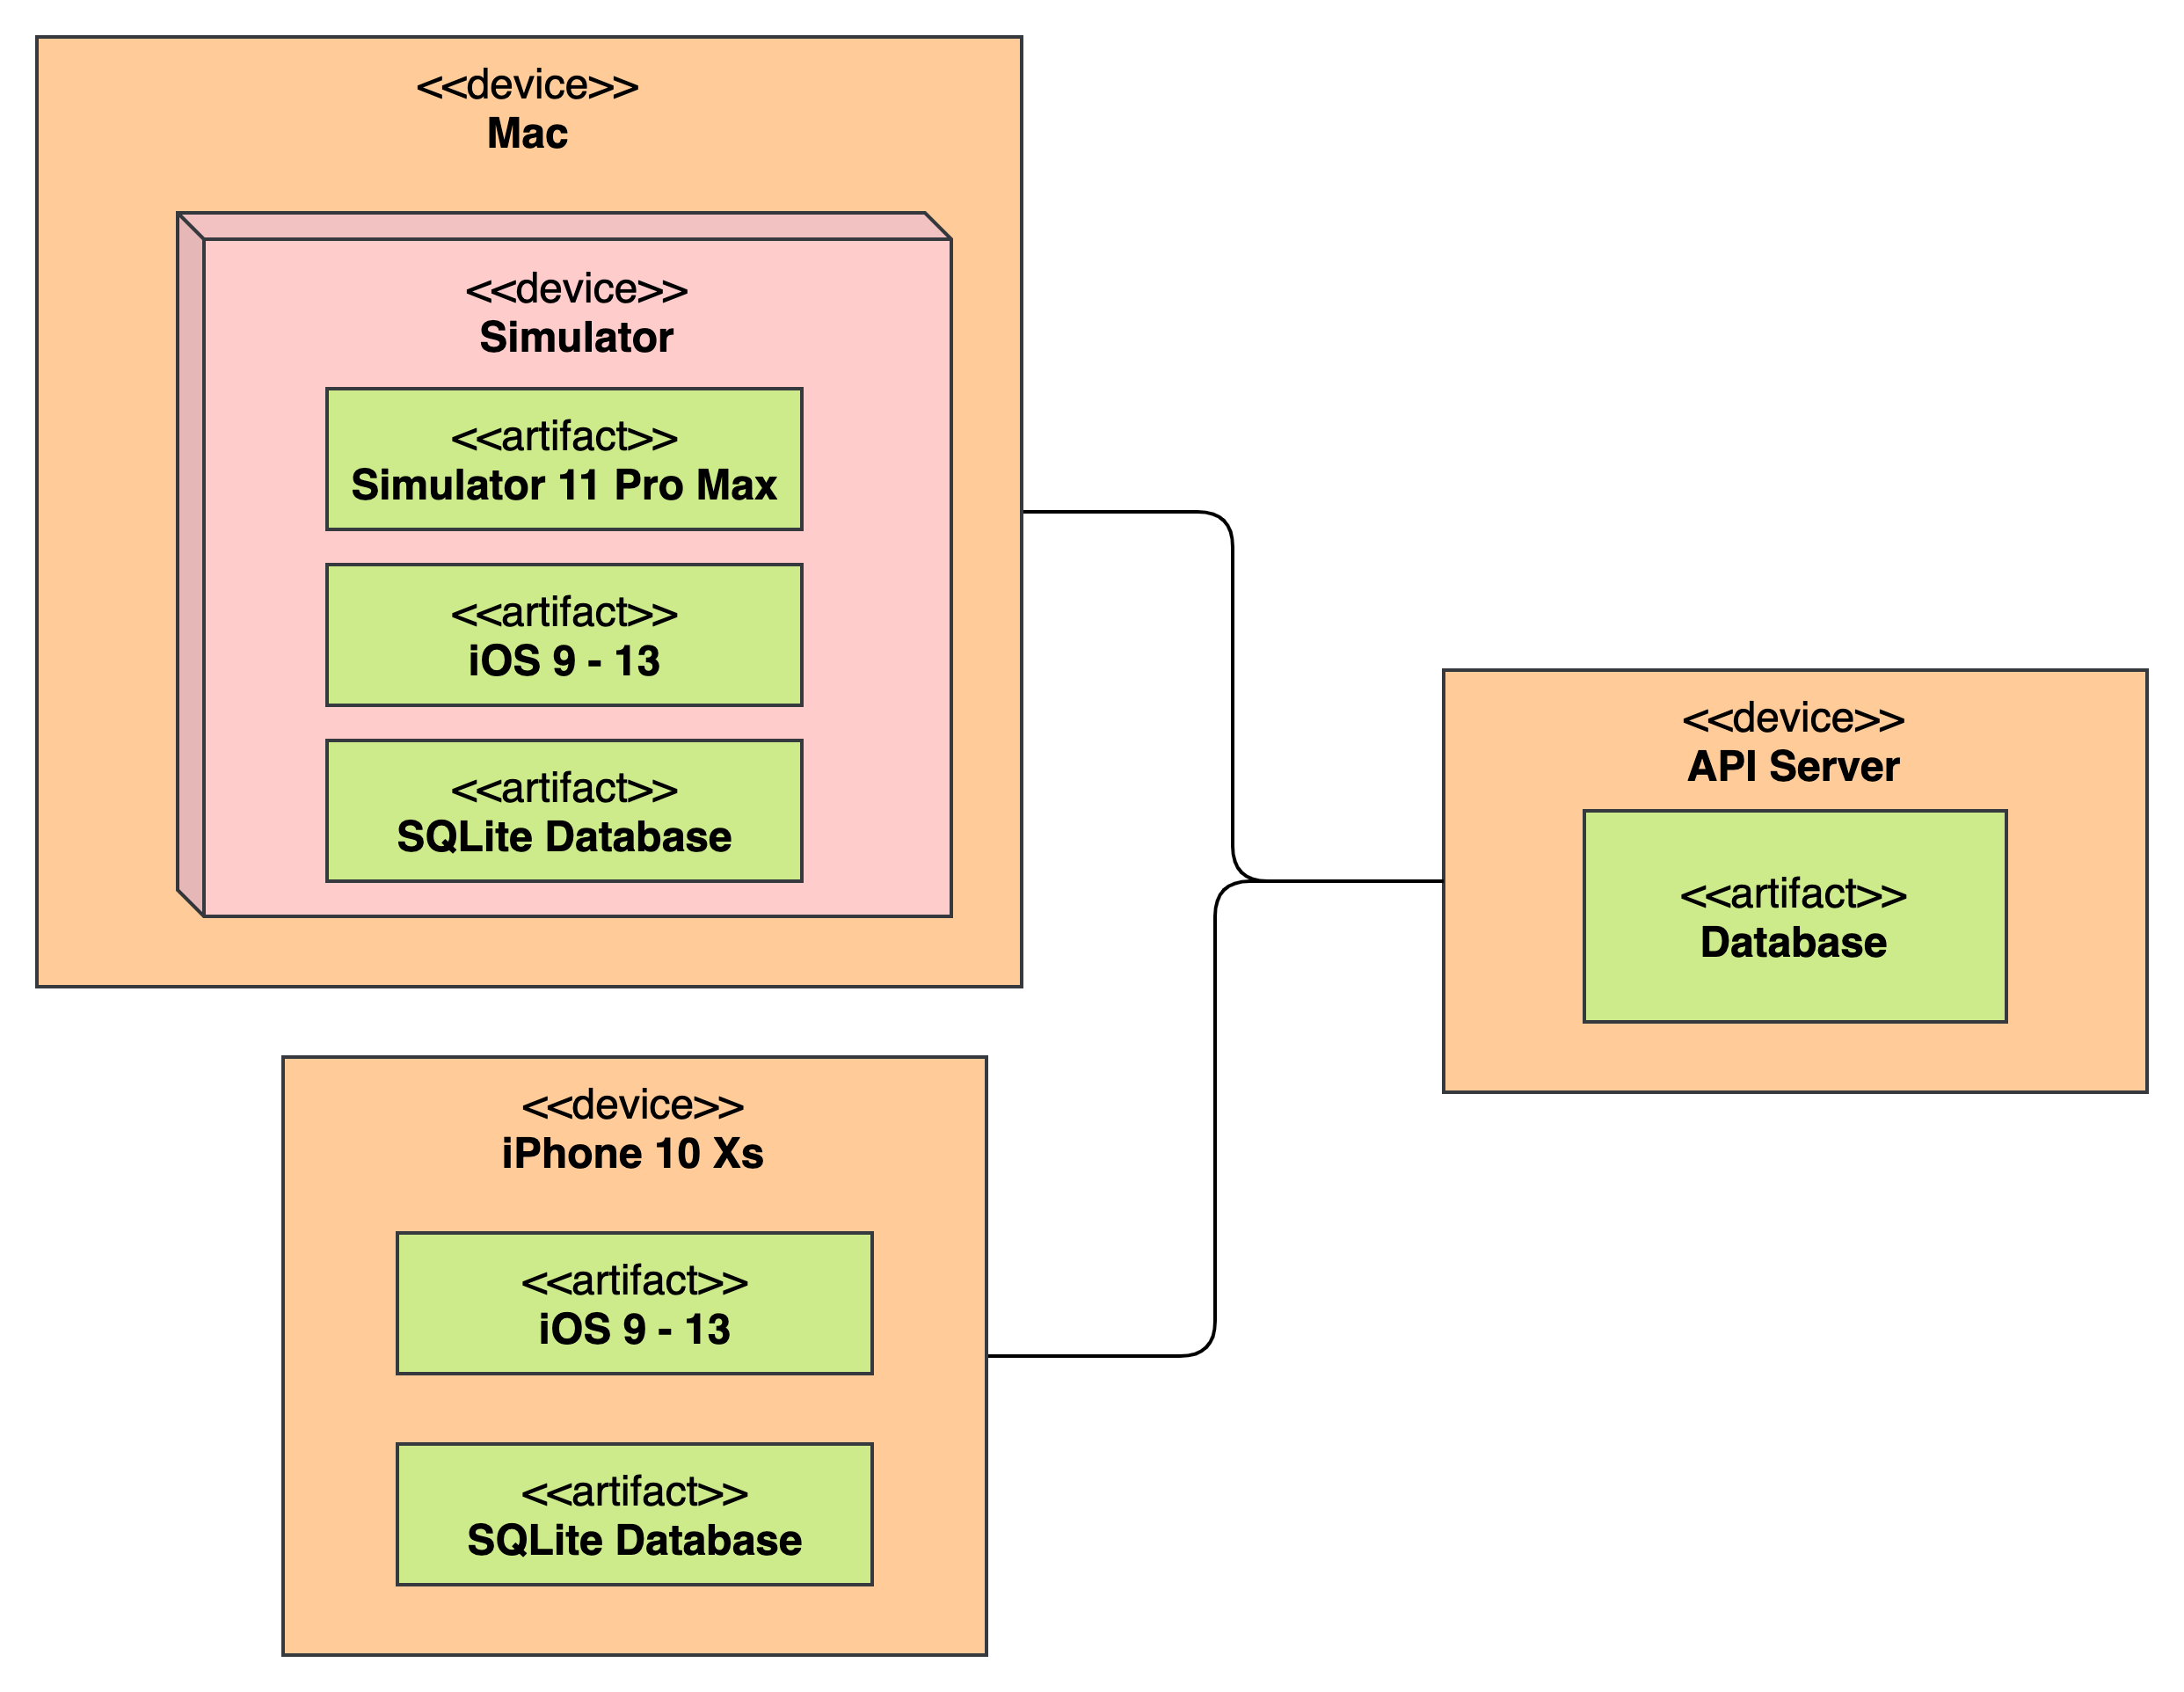 <<device>>
Mac
<<device>>
Simulator
<<artifact>>
Simulator 11 Pro Max
<<artifact>>
iOS 9 - 13
<<artifact>>
SQLite Database
<<device>>
API Server
<<artifact>>
Database
<<device>>
iPhone 10 Xs
<<artifact>>
iOS 9 - 13
<<artifact>>
SQLite Database